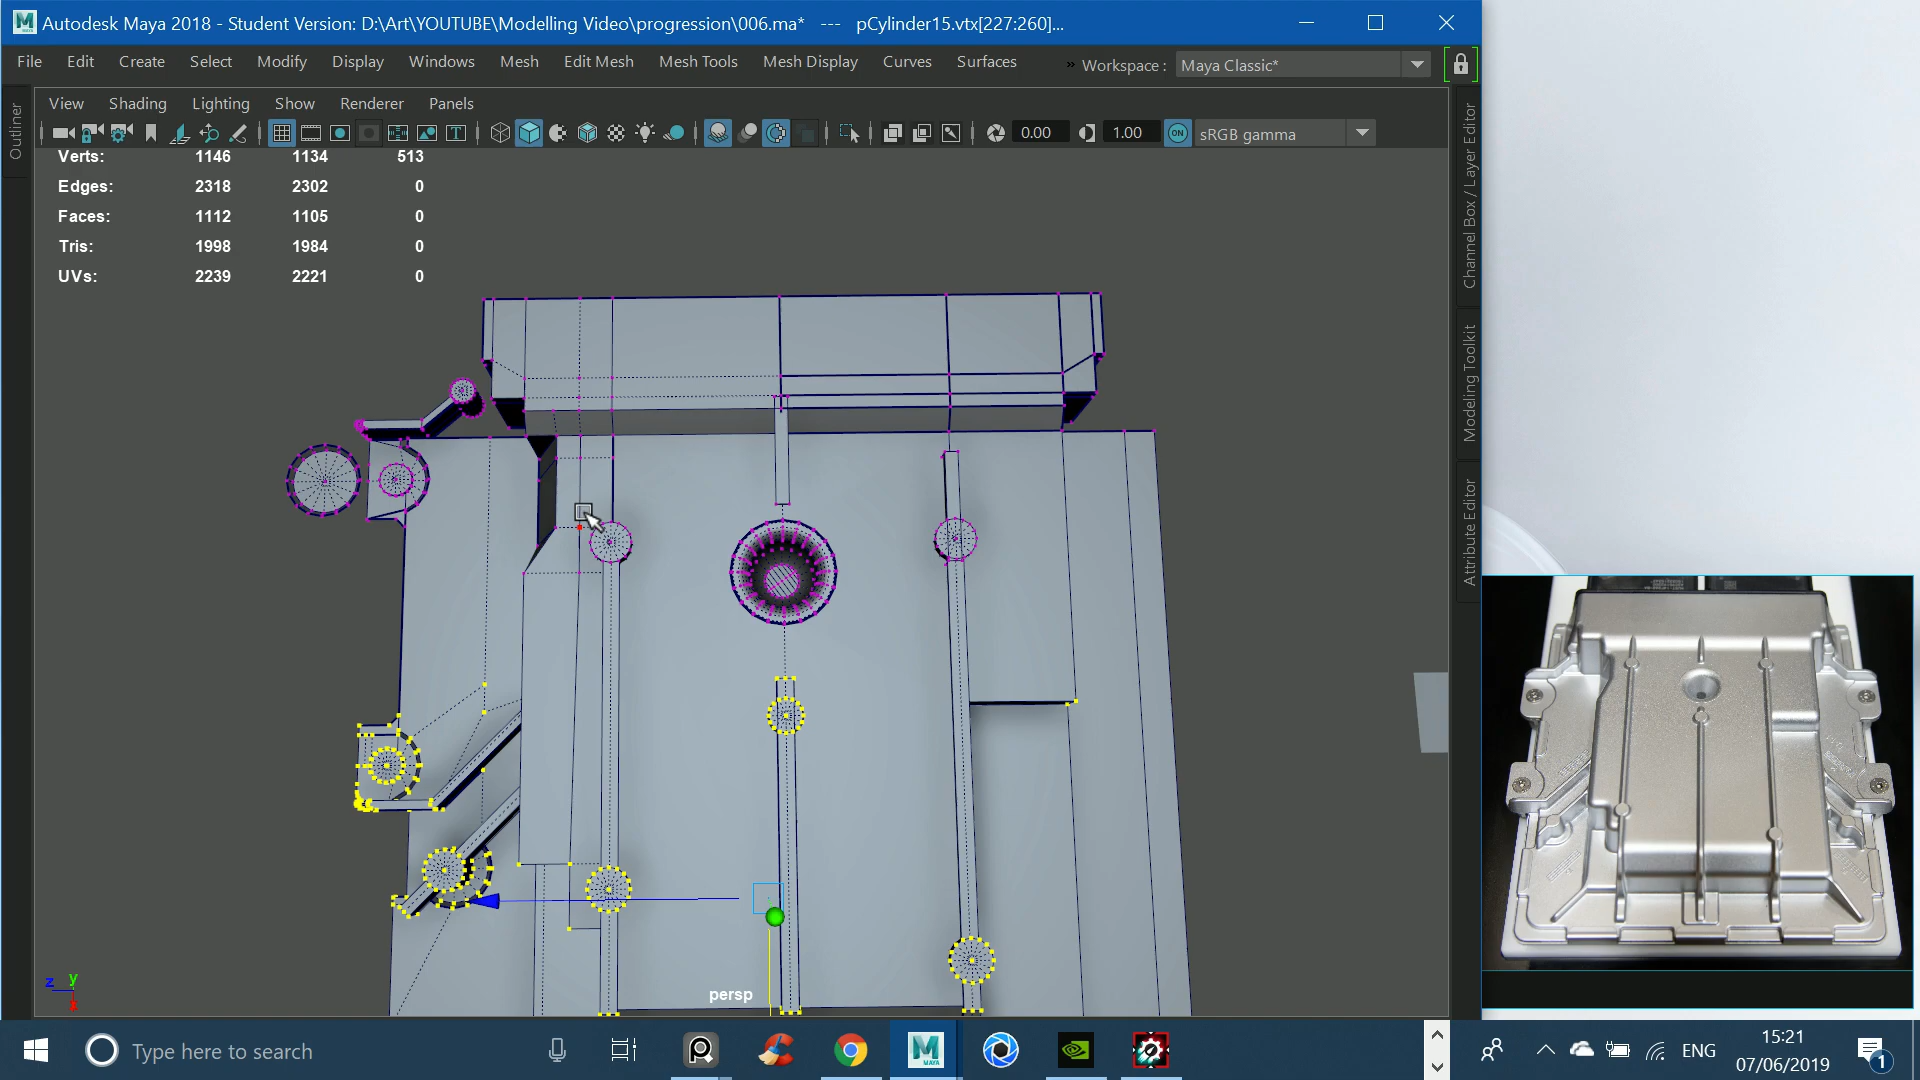 Autodesk Maya 2018 - Student Version: D:\Art\YOUTUBE\Modelling Video\progression\006.ma* --- pCylinder15.vtx[227:260]...
File Edit Create Select Modify Display Windows Mesh Edit Mesh Mesh Tools Mesh Display Curves Surfaces » Workspace : Maya Classic*
View Shading Lighting Show Renderer Panels
0.00 1.00 ON sRGB gamma
Outliner
Verts: 1146 1134 513
Edges: 2318 2302 0
Faces: 1112 1105 0
Tris: 1998 1984 0
UVs: 2239 2221 0
Channel Box / Layer Editor
Modeling Toolkit
Attribute Editor
z y
x
persp
Type here to search
MAYA
ENG
15:21
07/06/2019
1